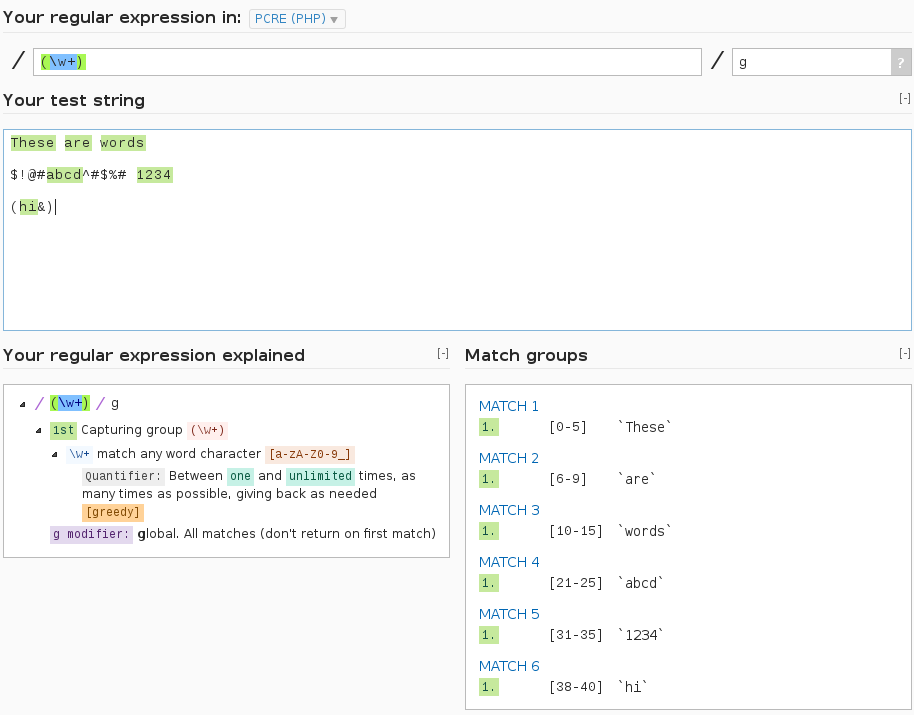 Your regular expression in: PCRE (PHP) ▼
/ (\w+) / g ?
Your test string [-]
These are words
$!@#abcd^#$%# 1234
(hi&)
Your regular expression explained [-]
/ (\w+) / g
1st Capturing group (\w+)
\w+ match any word character [a-zA-Z0-9_]
Quantifier: Between one and unlimited times, as
many times as possible, giving back as needed
[greedy]
g modifier: global. All matches (don't return on first match)
Match groups [-]
MATCH 1
1. [0-5] `These`
MATCH 2
1. [6-9] `are`
MATCH 3
1. [10-15] `words`
MATCH 4
1. [21-25] `abcd`
MATCH 5
1. [31-35] `1234`
MATCH 6
1. [38-40] `hi`